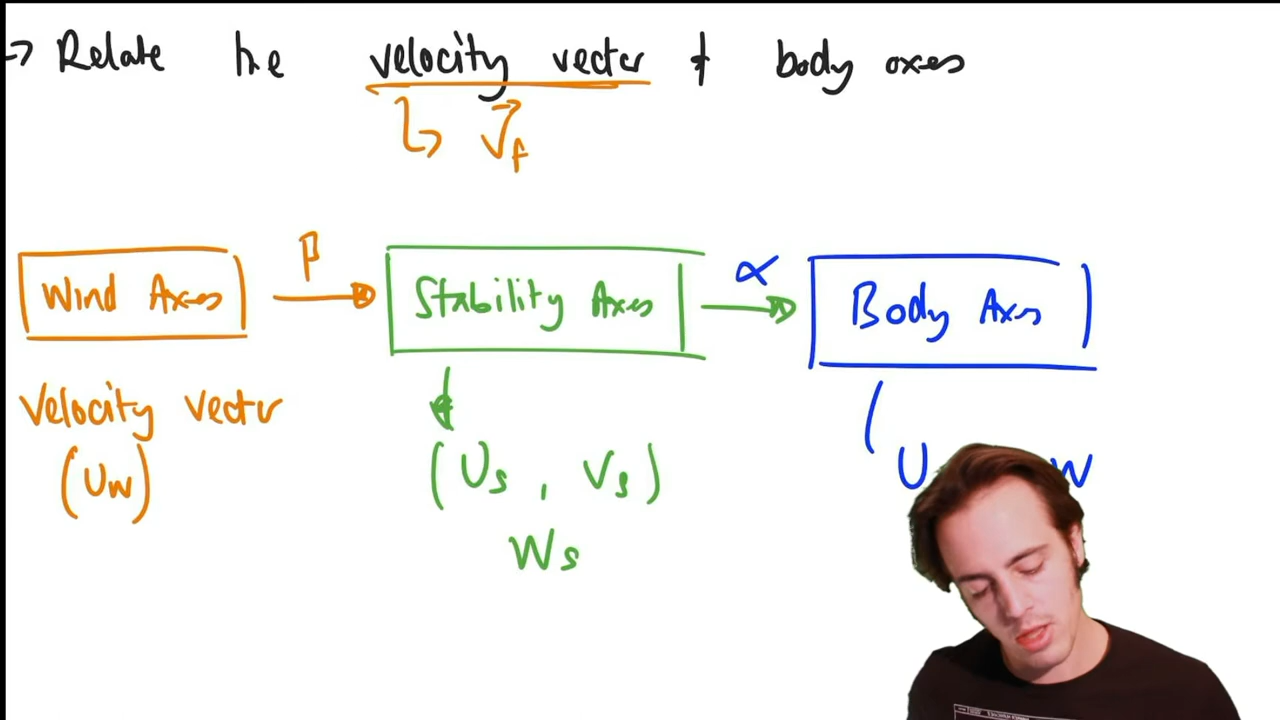 → Relate the velocity vector & body axes
↳ V⃗f
β
α
Wind Axes
Stability Axes
Body Axes
Velocity vector
(Uw)
(Us, Vs)
Ws
U W